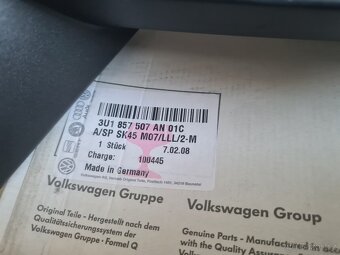 3U1 857 507 AN 01C
A/SP SK45 M07/LLL/2-M
1 Stück 7.02.08
Charge: 100445
Made in Germany
Volkswagen Gruppe
Volkswagen Group
Original Teile - Hergestellt nach dem
Qualitätssicherungssystem der
Volkswagen Gruppe - Formel Q
Genuine Parts - Manufactured in
with the Quality Assurance